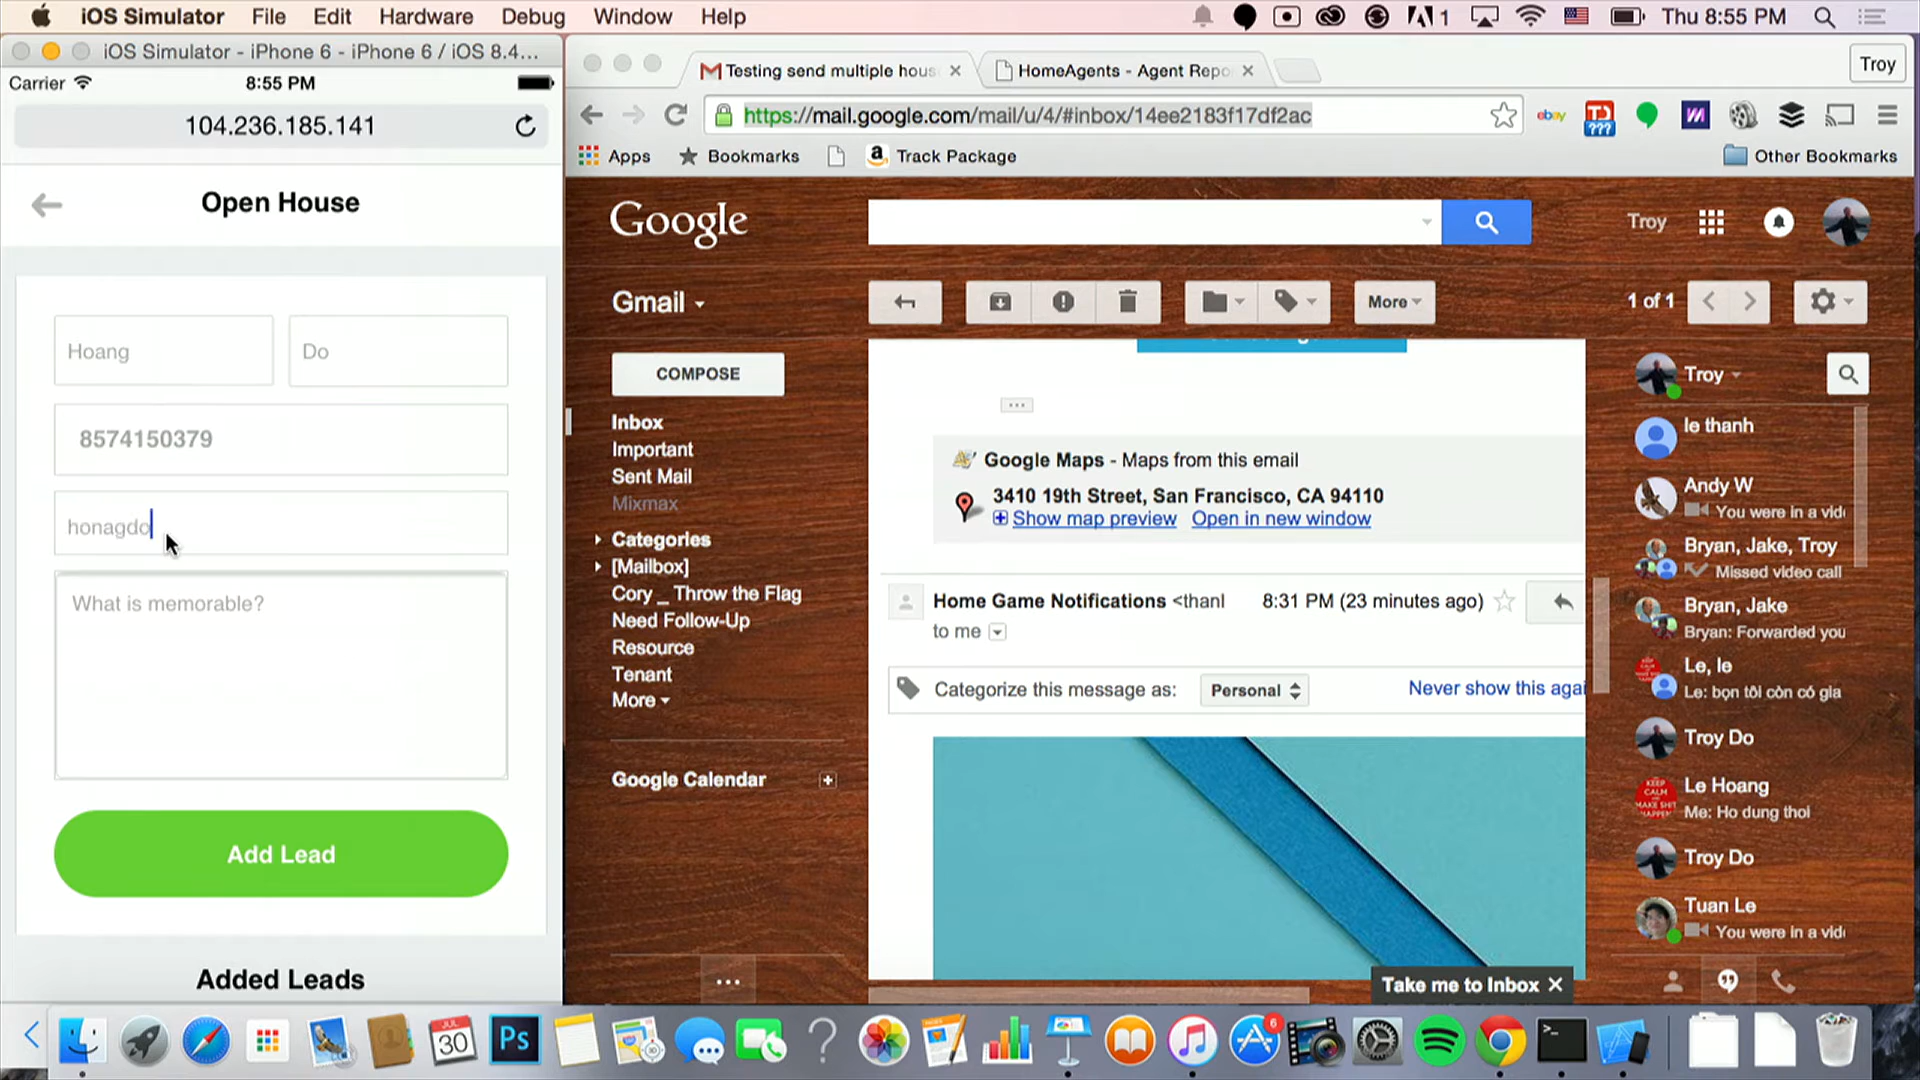 iOS Simulator File Edit Hardware Debug Window Help
1 Thu 8:55 PM
iOS Simulator - iPhone 6 - iPhone 6 / iOS 8.4...
Carrier 8:55 PM
104.236.185.141
Open House
Hoang Do
8574150379
honagdo
What is memorable?
Add Lead
Added Leads
Testing send multiple hous
HomeAgents - Agent Repo
Troy
https://mail.google.com/mail/u/4/#inbox/14ee2183f17df2ac
ebay
???
Apps Bookmarks Track Package Other Bookmarks
Google
Troy
Gmail
More
1 of 1
COMPOSE
Inbox
Important
Sent Mail
Mixmax
Categories
[Mailbox]
Cory _ Throw the Flag
Need Follow-Up
Resource
Tenant
More
Google Calendar
Google Maps - Maps from this email
3410 19th Street, San Francisco, CA 94110
Show map preview Open in new window
Home Game Notifications <thanl 8:31 PM (23 minutes ago)
to me
Categorize this message as: Personal Never show this agai
Take me to Inbox
Troy
le thanh
Andy W
You were in a vide
Bryan, Jake, Troy
Missed video call
Bryan, Jake
Bryan: Forwarded you
Le, le
Le: bọn tôi còn có gia
Troy Do
Le Hoang
Me: Ho dung thoi
Troy Do
Tuan Le
You were in a vide
JUL
30
Ps
6